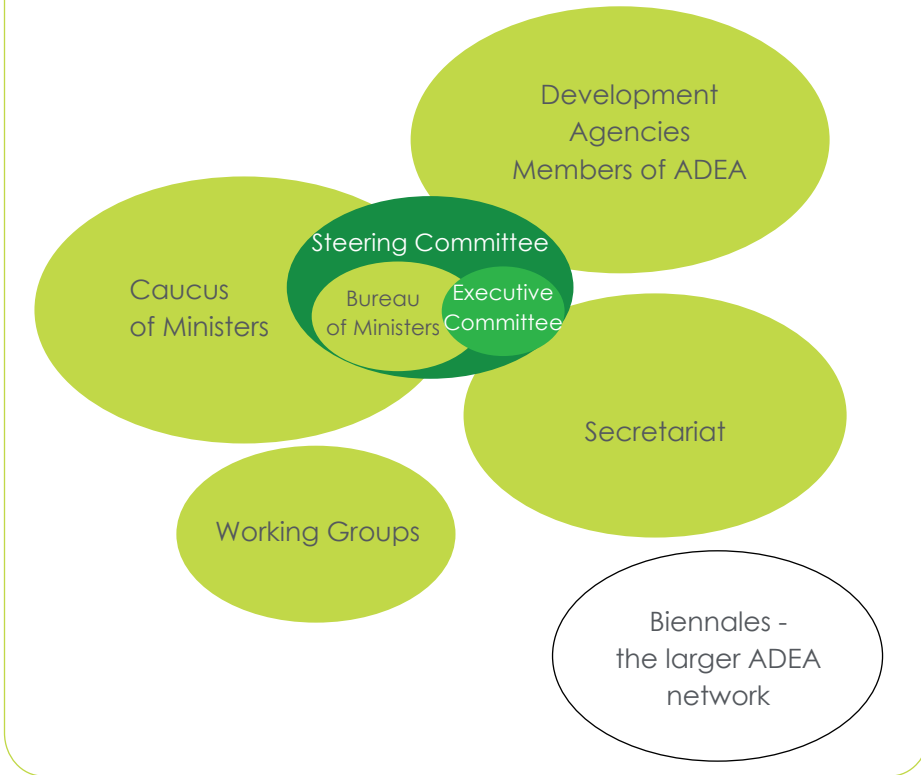 Development
Agencies
Members of ADEA
Steering Committee
Caucus
of Ministers
Bureau
of Ministers
Executive
Committee
Secretariat
Working Groups
Biennales -
the larger ADEA
network